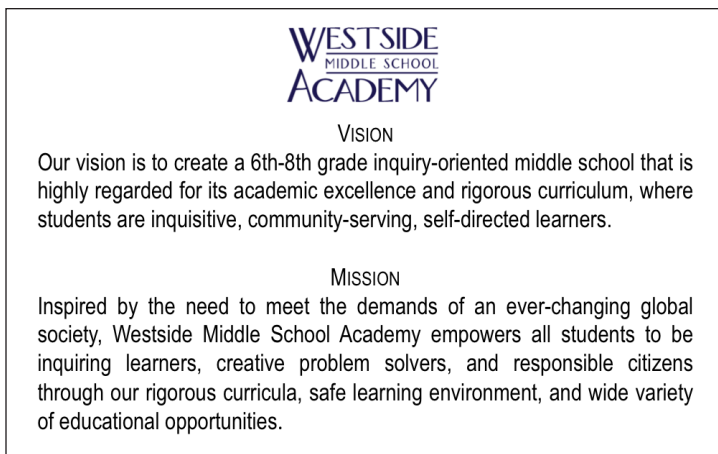 WESTSIDE
MIDDLE SCHOOL
ACADEMY
VISION
Our vision is to create a 6th-8th grade inquiry-oriented middle school that is
highly regarded for its academic excellence and rigorous curriculum, where
students are inquisitive, community-serving, self-directed learners.
MISSION
Inspired by the need to meet the demands of an ever-changing global
society, Westside Middle School Academy empowers all students to be
inquiring learners, creative problem solvers, and responsible citizens
through our rigorous curricula, safe learning environment, and wide variety
of educational opportunities.